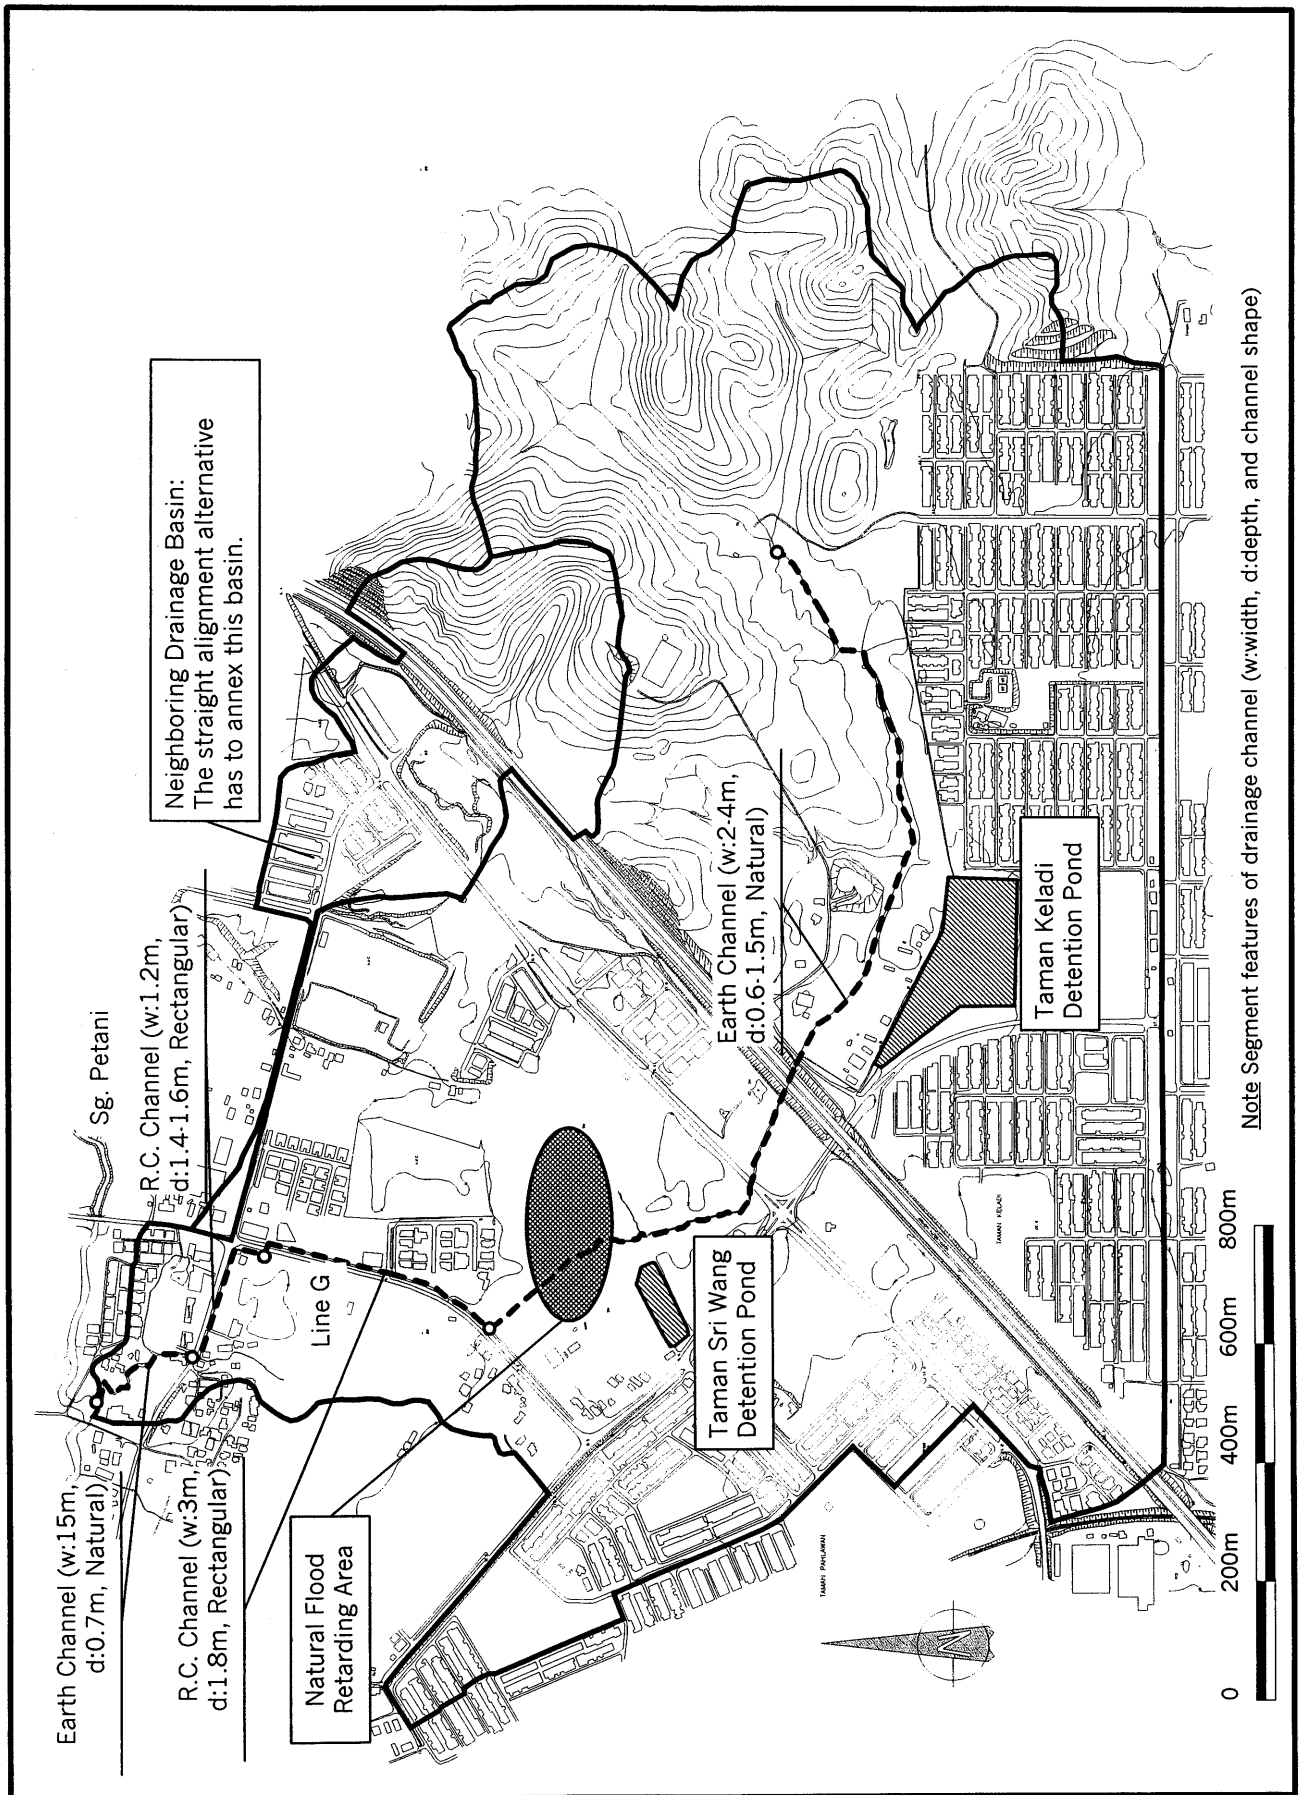 Earth Channel (w:15m,
d:0.7m, Natural)
R.C. Channel (w:3m,
d:1.8m, Rectangular)
Natural Flood
Retarding Area
Sg. Petani
R.C. Channel (w:1.2m,
d:1.4-1.6m, Rectangular)
Line G
Neighboring Drainage Basin:
The straight alignment alternative
has to annex this basin.
Earth Channel (w:2-4m,
d:0.6-1.5m, Natural)
Taman Sri Wang
Detention Pond
Taman Keladi
Detention Pond
TAMAN PAHLAWAN
TAMAN KELADI
N
0 200m 400m 600m 800m
Note Segment features of drainage channel (w:width, d:depth, and channel shape)